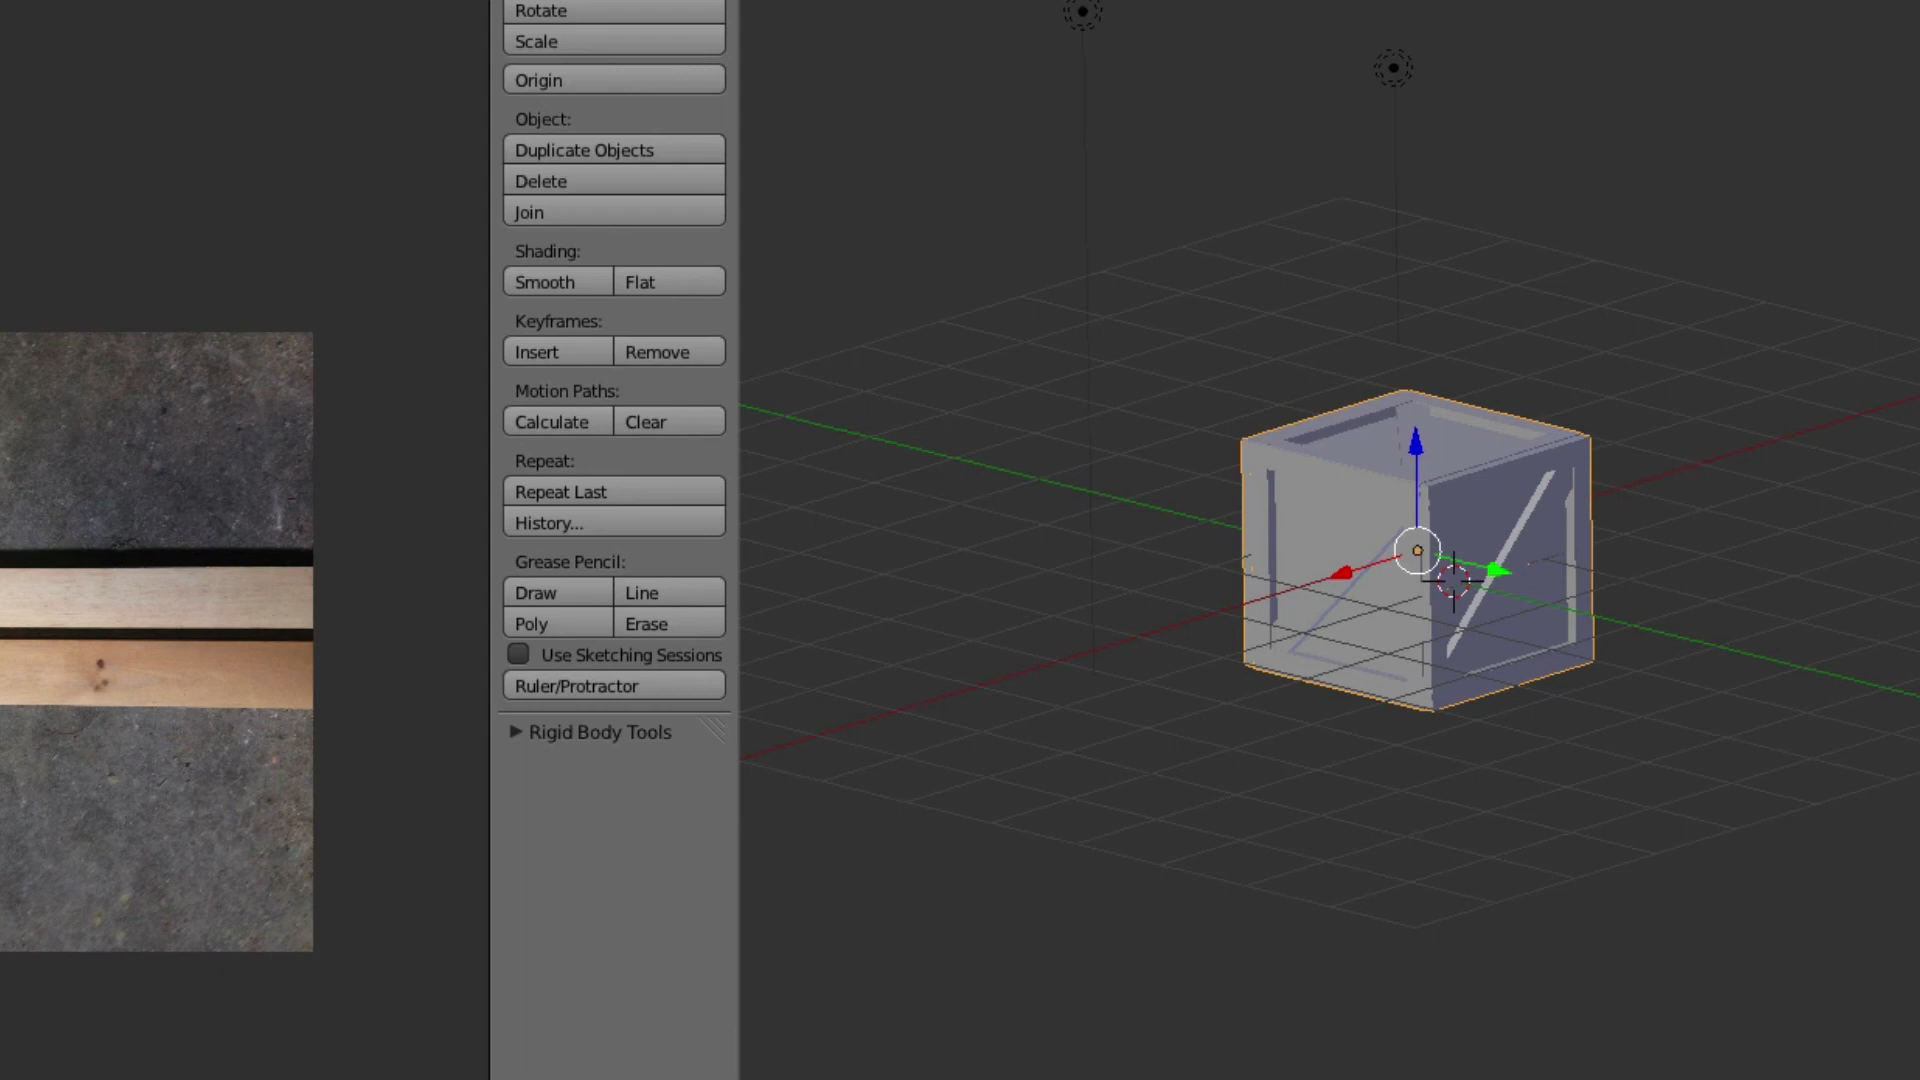 Rotate
Scale
Origin
Object:
Duplicate Objects
Delete
Join
Shading:
Smooth Flat
Keyframes:
Insert Remove
Motion Paths:
Calculate Clear
Repeat:
Repeat Last
History...
Grease Pencil:
Draw Line
Poly Erase
Use Sketching Sessions
Ruler/Protractor
Rigid Body Tools